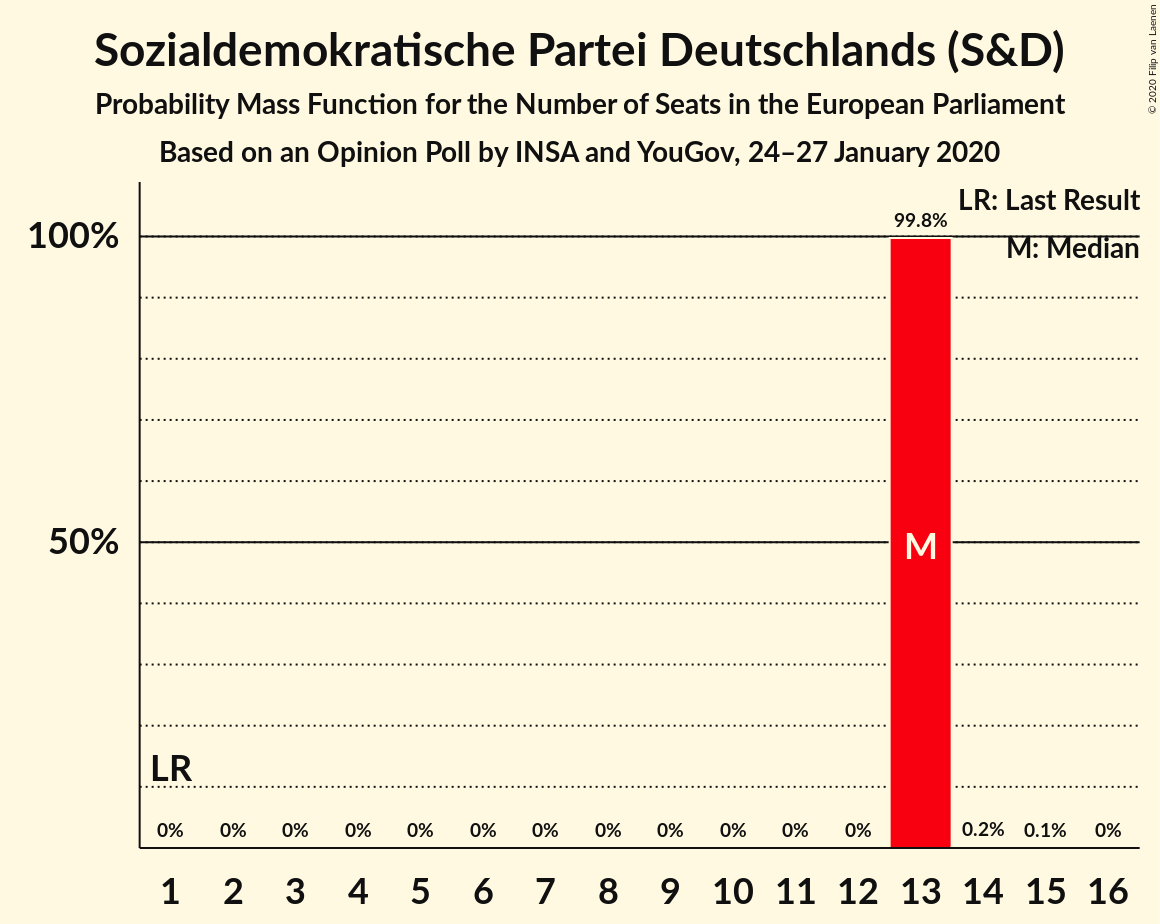 Sozialdemokratische Partei Deutschlands (S&D)
Probability Mass Function for the Number of Seats in the European Parliament
Based on an Opinion Poll by INSA and YouGov, 24–27 January 2020
© 2020 Filip van Laenen
LR: Last Result
M: Median
99.8%
100%
50%
M
LR
0% 0% 0% 0% 0% 0% 0% 0% 0% 0% 0% 0% 0.2% 0.1% 0%
1 2 3 4 5 6 7 8 9 10 11 12 13 14 15 16